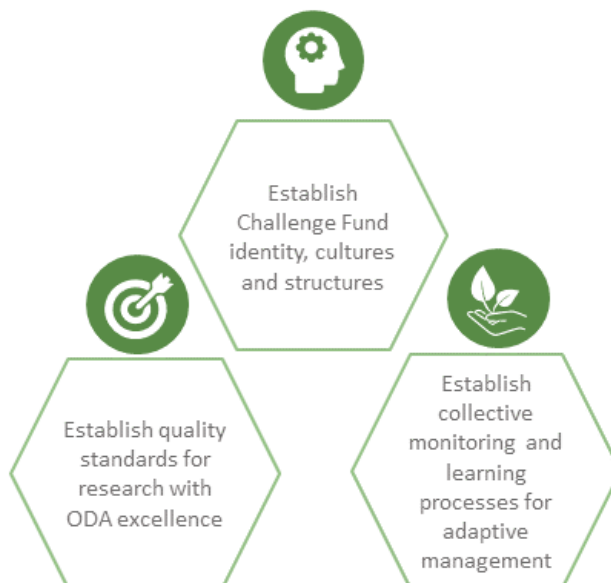 Establish
Challenge Fund
identity, cultures
and structures
Establish quality
standards for
research with
ODA excellence
Establish
collective
monitoring and
learning
processes for
adaptive
management